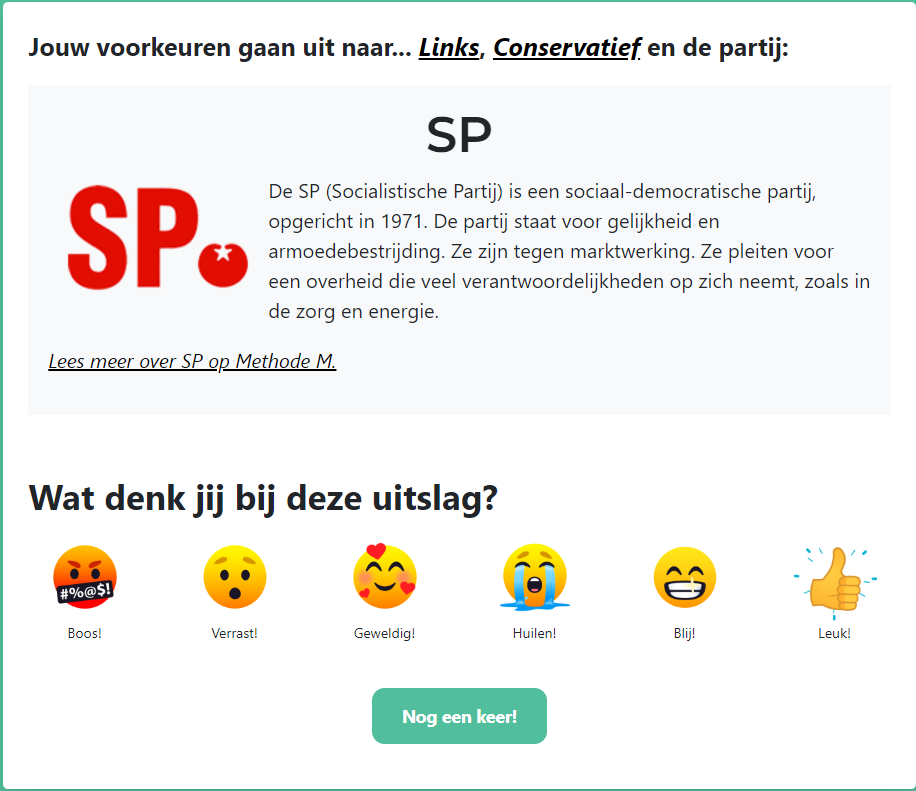 Jouw voorkeuren gaan uit naar... Links, Conservatief en de partij:
SP
SP
De SP (Socialistische Partij) is een sociaal-democratische partij,
opgericht in 1971. De partij staat voor gelijkheid en
armoedebestrijding. Ze zijn tegen marktwerking. Ze pleiten voor
een overheid die veel verantwoordelijkheden op zich neemt, zoals in
de zorg en energie.
Lees meer over SP op Methode M.
Wat denk jij bij deze uitslag?
#%@$!
Boos! Verrast! Geweldig! Huilen! Blij! Leuk!
Nog een keer!